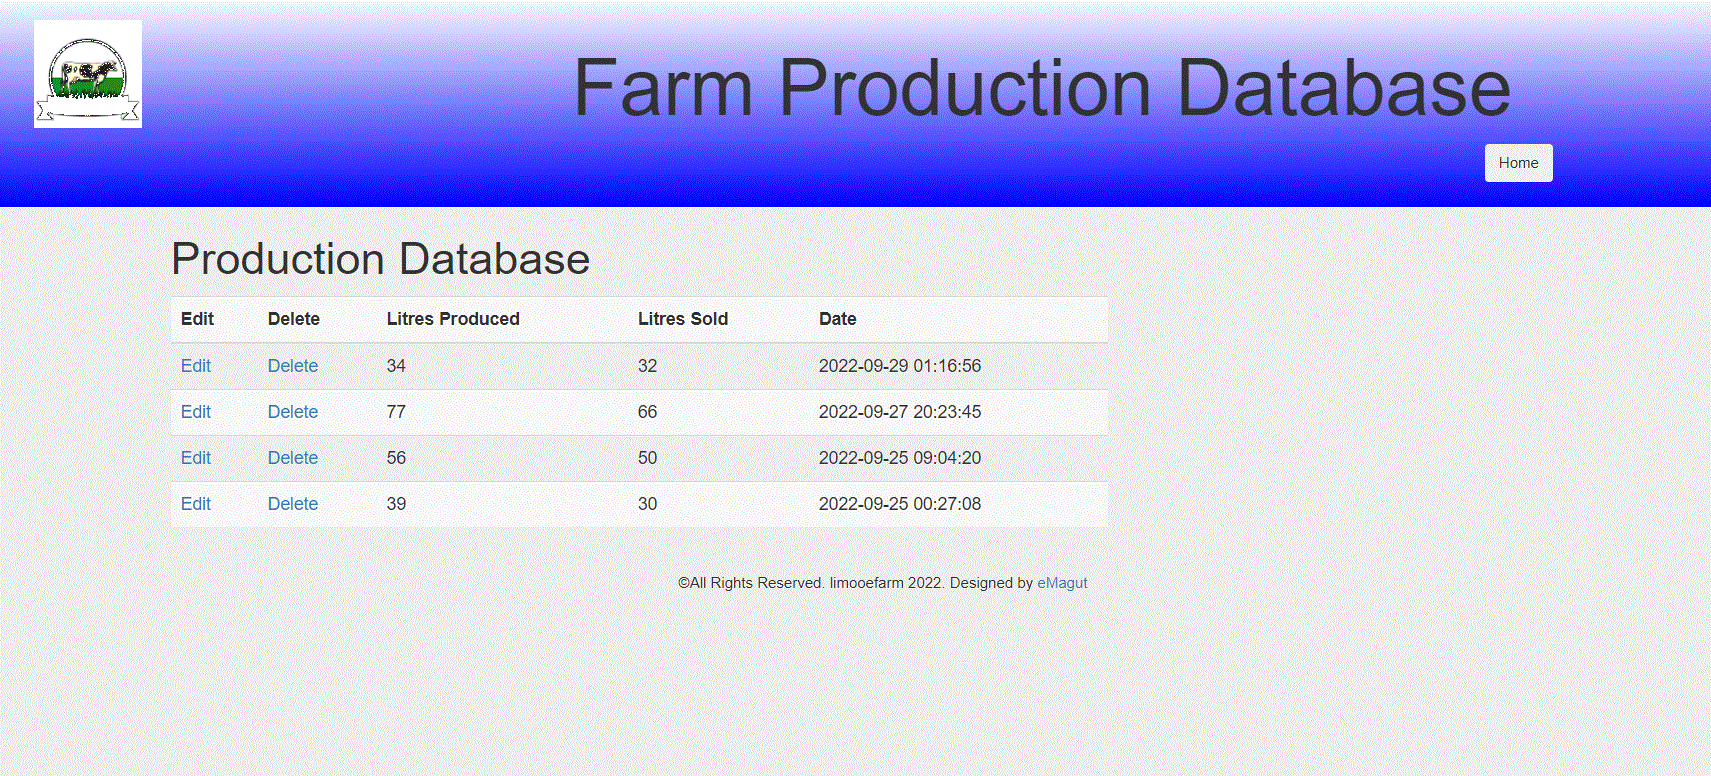 Farm Production Database
Home
Production Database
Edit Delete Litres Produced Litres Sold Date
Edit Delete 34 32 2022-09-29 01:16:56
Edit Delete 77 66 2022-09-27 20:23:45
Edit Delete 56 50 2022-09-25 09:04:20
Edit Delete 39 30 2022-09-25 00:27:08
©All Rights Reserved. limooefarm 2022. Designed by eMagut